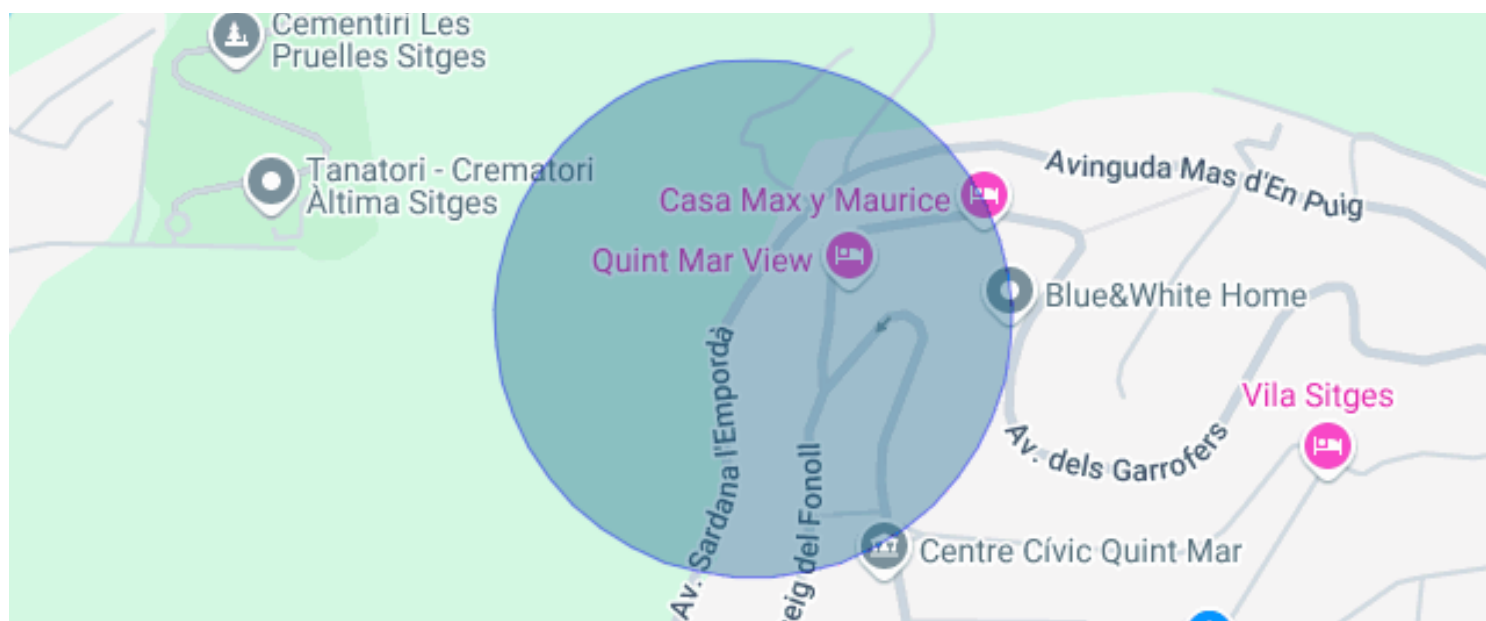 Cementiri Les
Pruelles Sitges
Tanatori - Crematori
Àltima Sitges
Avinguda Mas d'En Puig
Casa Max y Maurice
Quint Mar View
Blue&White Home
Vila Sitges
Av. Sardana l'Empordà
eig del Fonoll
Av. dels Garrofers
Centre Cívic Quint Mar